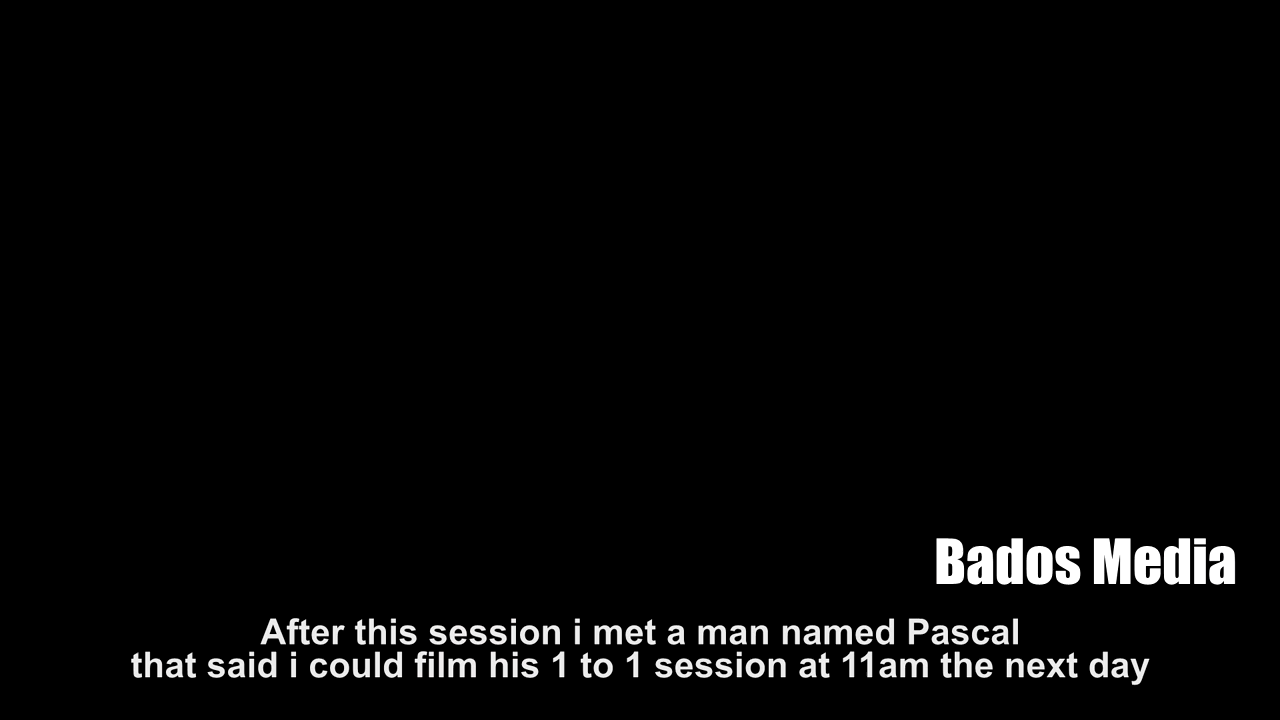 Bados Media
After this session i met a man named Pascal
that said i could film his 1 to 1 session at 11am the next day